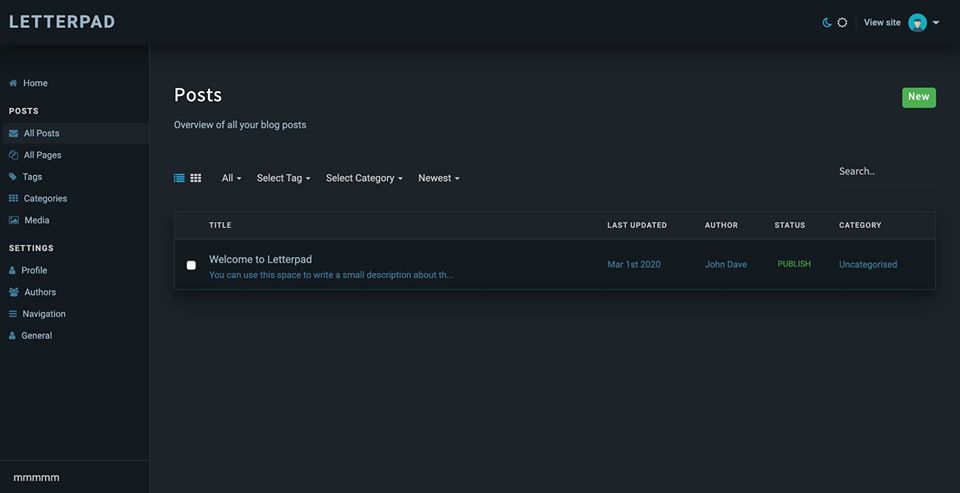 LETTERPAD
View site
Home
POSTS
All Posts
All Pages
Tags
Categories
Media
SETTINGS
Profile
Authors
Navigation
General
mmmmm
Posts
New
Overview of all your blog posts
All Select Tag Select Category Newest Search..
TITLE LAST UPDATED AUTHOR STATUS CATEGORY
Welcome to Letterpad
You can use this space to write a small description about th...
Mar 1st 2020 John Dave PUBLISH Uncategorised